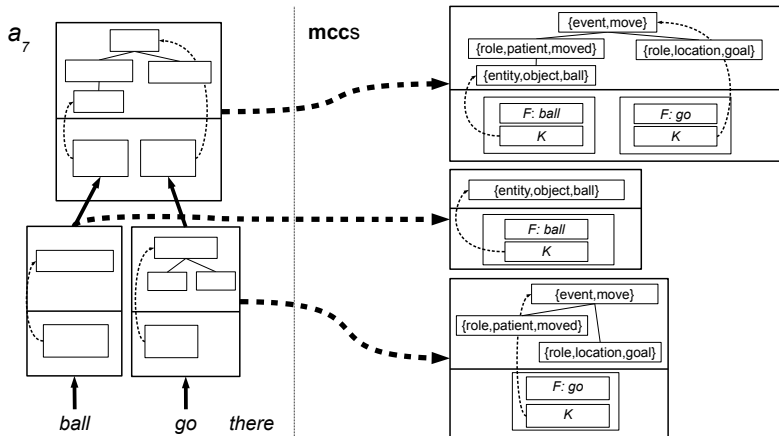 a7
mccs
{event,move}
{role,patient,moved}
{role,location,goal}
{entity,object,ball}
F: ball
K
F: go
K
{entity,object,ball}
F: ball
K
{event,move}
{role,patient,moved}
{role,location,goal}
F: go
K
ball go there